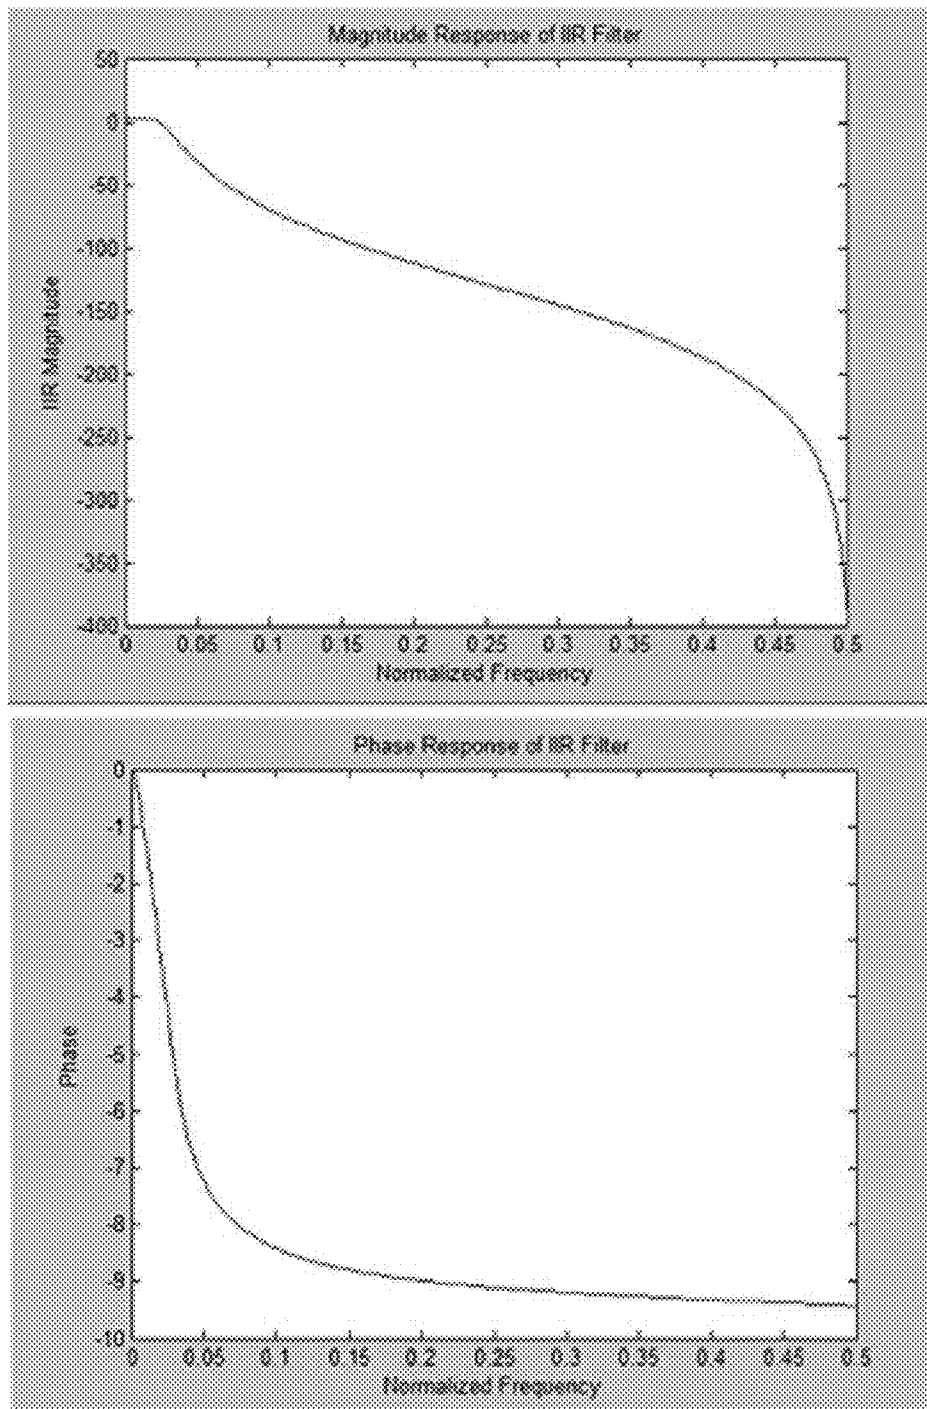 Magnitude Response of IIR Filter
50
0
-50
-100
-150
-200
-250
-300
-350
-400
IIR Magnitude
0 0.05 0.1 0.15 0.2 0.25 0.3 0.35 0.4 0.45 0.5
Normalized Frequency
Phase Response of IIR Filter
0
-1
-2
-3
-4
-5
-6
-7
-8
-9
-10
Phase
0 0.05 0.1 0.15 0.2 0.25 0.3 0.35 0.4 0.45 0.5
Normalized Frequency